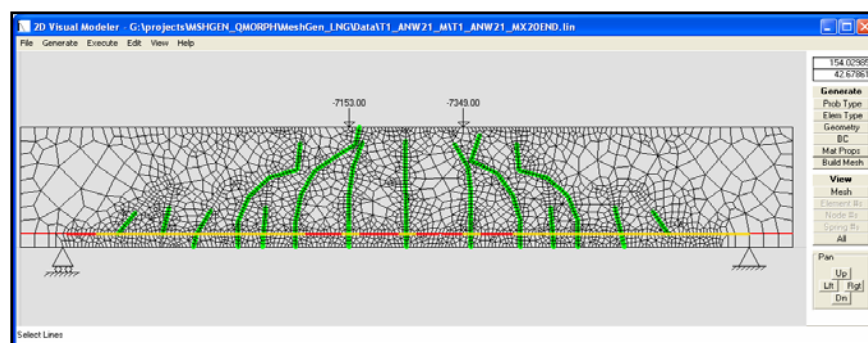 2D Visual Modeler - G:\projects\MSHGEN_QMORPH\MeshGen_LNG\Data\T1_ANW21_M\T1_ANW21_MX20END.lin
File Generate Execute Edit View Help
154.02985
42.67861
-7153.00 -7349.00
Generate
Prob Type
Elem Type
Geometry
BC
Mat Props
Build Mesh
View
Mesh
Element #s
Node #s
Spring #s
All
Pan
Up
Lft Rgt
Dn
Select Lines